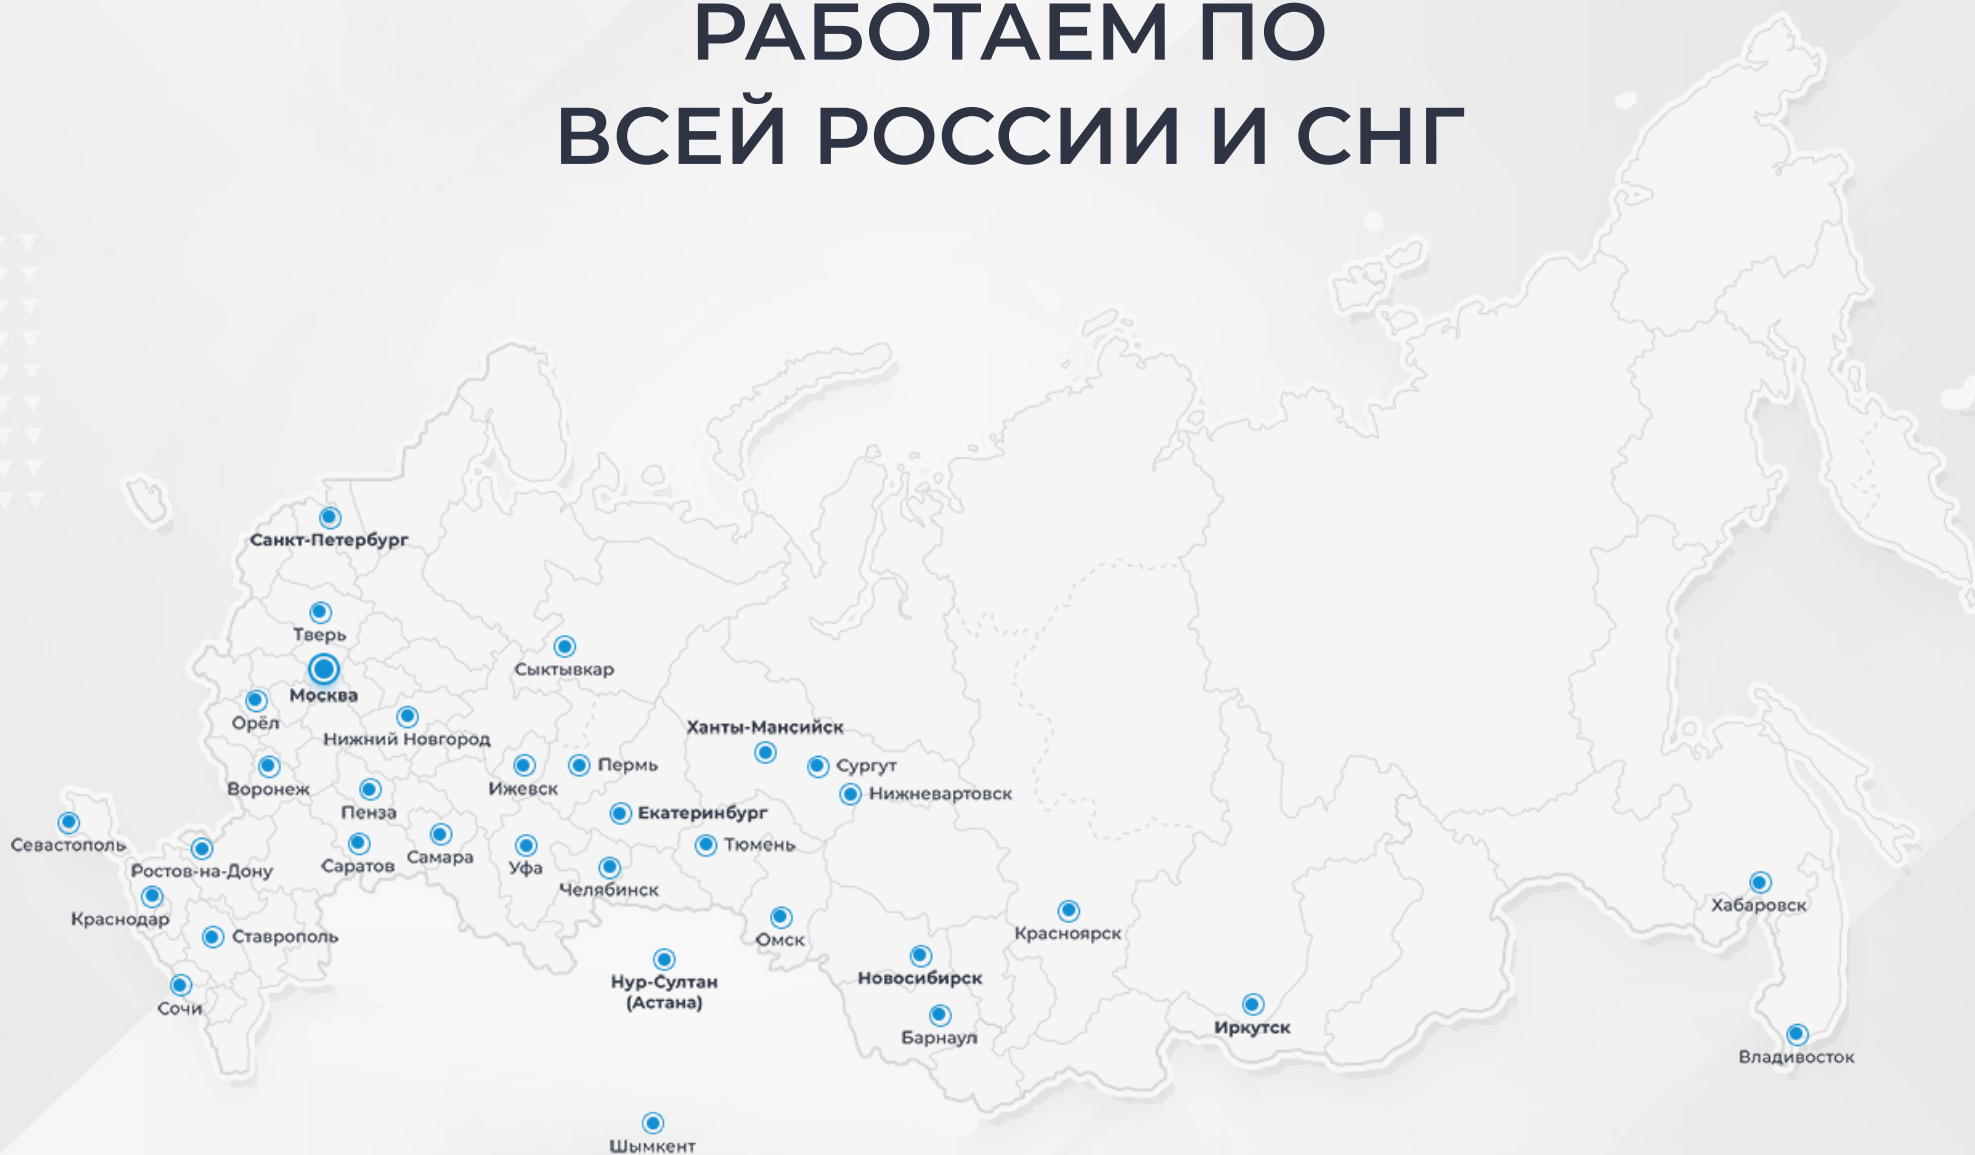 РАБОТАЕМ ПО
ВСЕЙ РОССИИ И СНГ
Санкт-Петербург
Тверь
Сыктывкар
Москва
Орёл
Нижний Новгород
Ханты-Мансийск
Пермь
Сургут
Воронеж
Ижевск
Нижневартовск
Пенза
Екатеринбург
Севастополь
Тюмень
Ростов-на-Дону
Саратов
Самара
Уфа
Челябинск
Краснодар
Хабаровск
Ставрополь
Омск
Красноярск
Нур-Султан
(Астана)
Новосибирск
Сочи
Барнаул
Иркутск
Владивосток
Шымкент